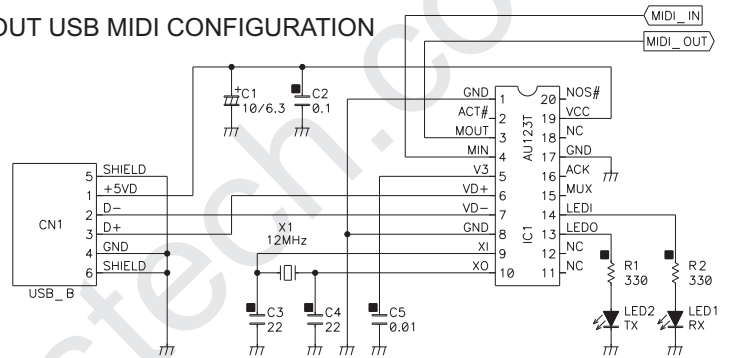 OUT USB MIDI CONFIGURATION
MIDI_IN
MIDI_OUT
C1
10/6.3
C2
0.1
GND 1
ACT# 2
MOUT 3
MIN 4
V3 5
VD+ 6
VD- 7
GND 8
XI 9
XO 10
AU123T
IC1
20 NOS#
19 VCC
18 NC
17 GND
16 ACK
15 MUX
14 LEDI
13 LEDO
12 NC
11 NC
CN1
USB_B
5 SHIELD
1 +5VD
2 D-
3 D+
4 GND
6 SHIELD
X1
12MHz
C3
22
C4
22
C5
0.01
R1
330
R2
330
LED2
TX
LED1
RX
stech.co